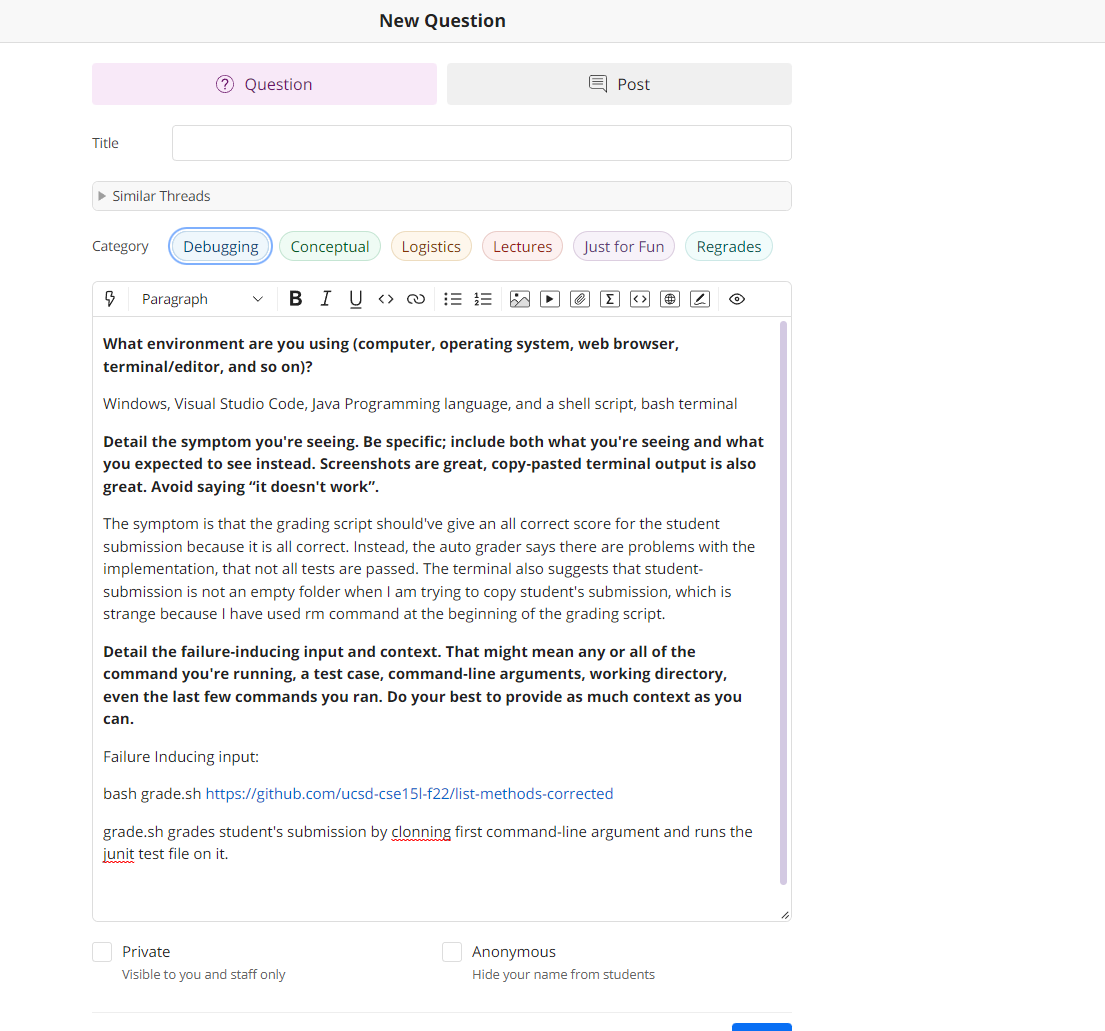 New Question
Question
Post
Title
Similar Threads
Category
Debugging
Conceptual
Logistics
Lectures
Just for Fun
Regrades
Paragraph
B I U
What environment are you using (computer, operating system, web browser,
terminal/editor, and so on)?
Windows, Visual Studio Code, Java Programming language, and a shell script, bash terminal
Detail the symptom you're seeing. Be specific; include both what you're seeing and what
you expected to see instead. Screenshots are great, copy-pasted terminal output is also
great. Avoid saying “it doesn't work”.
The symptom is that the grading script should've give an all correct score for the student
submission because it is all correct. Instead, the auto grader says there are problems with the
implementation, that not all tests are passed. The terminal also suggests that student-
submission is not an empty folder when I am trying to copy student's submission, which is
strange because I have used rm command at the beginning of the grading script.
Detail the failure-inducing input and context. That might mean any or all of the
command you're running, a test case, command-line arguments, working directory,
even the last few commands you ran. Do your best to provide as much context as you
can.
Failure Inducing input:
bash grade.sh https://github.com/ucsd-cse15l-f22/list-methods-corrected
grade.sh grades student's submission by clonning first command-line argument and runs the
junit test file on it.
Private
Visible to you and staff only
Anonymous
Hide your name from students